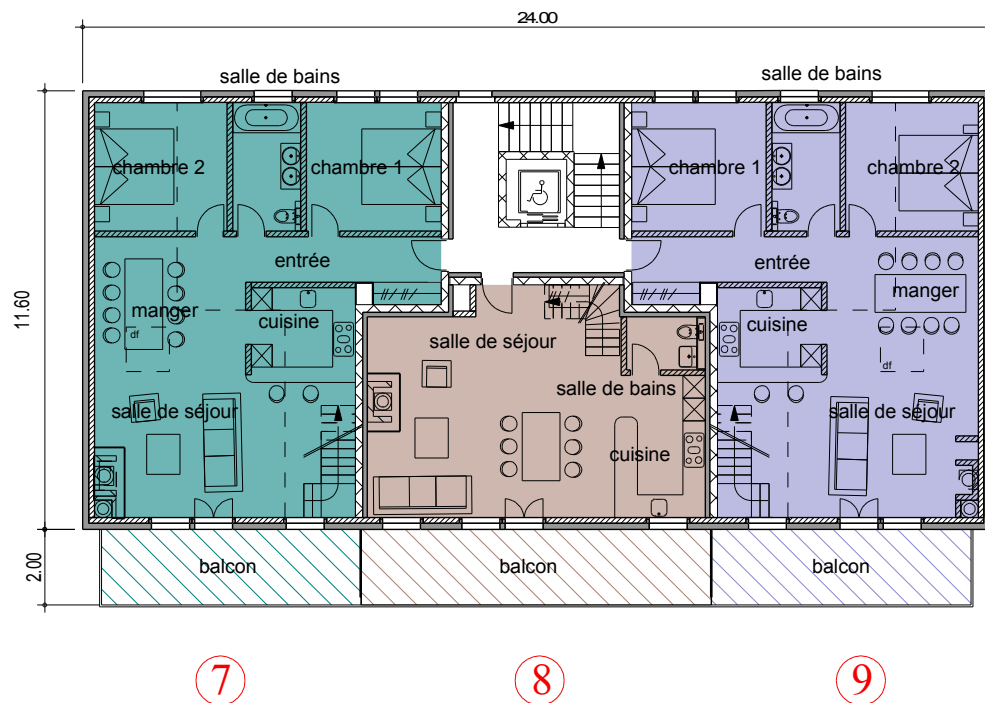 24.00
salle de bains
salle de bains
11.60
chambre 2
chambre 1
chambre 1
chambre 2
entrée
entrée
manger
manger
cuisine
cuisine
salle de séjour
df
df
salle de bains
salle de séjour
salle de séjour
cuisine
2.00
balcon
balcon
balcon
7
8
9